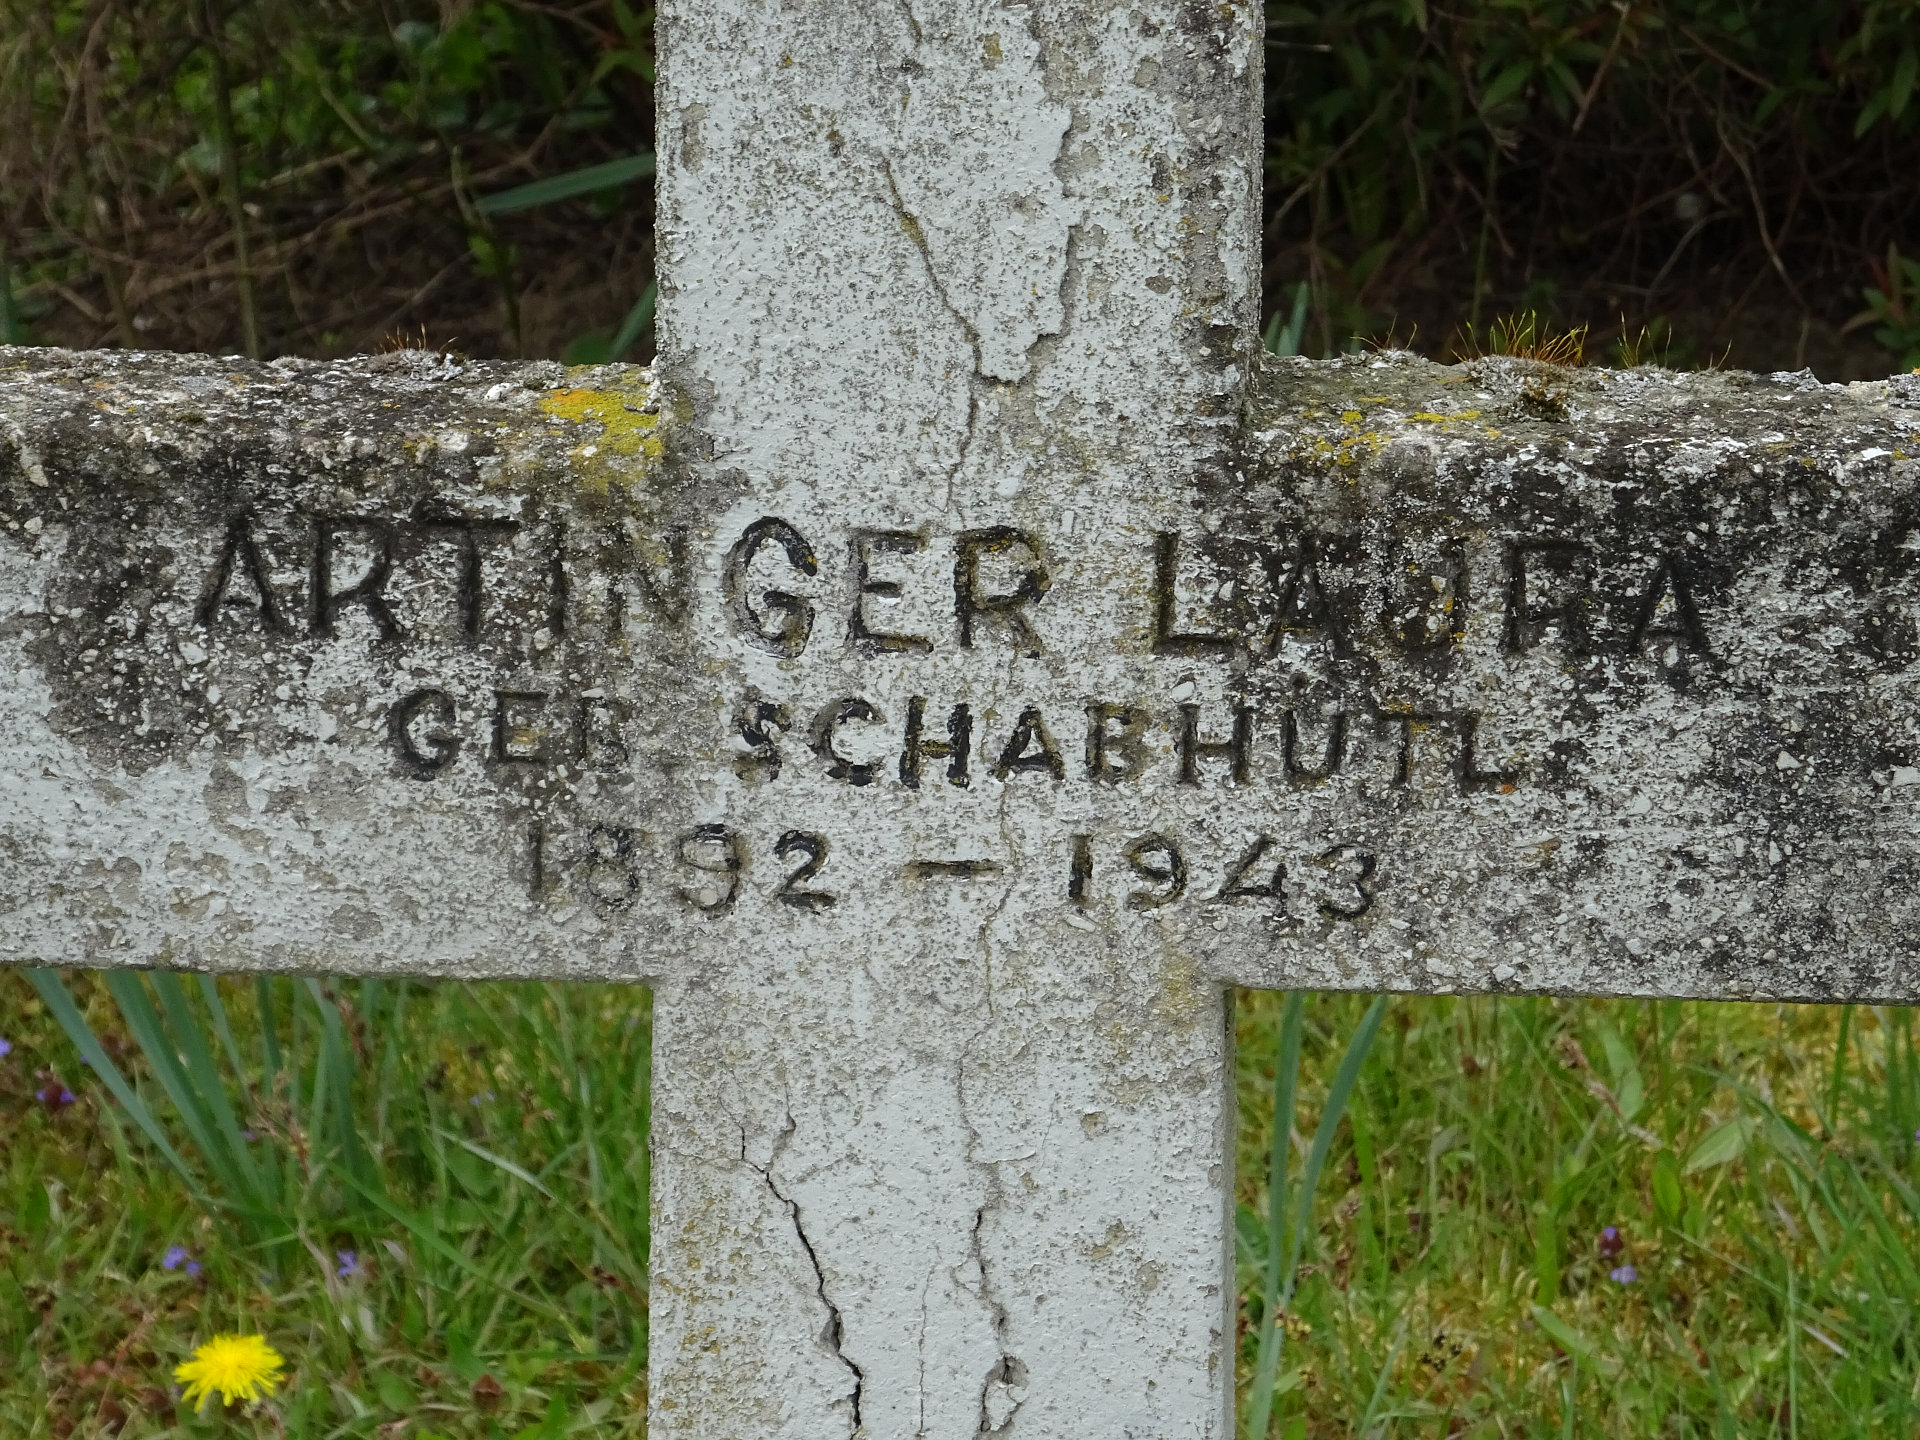 ARTINGER LAURA
GEB. SCHABHÜTL
1892 — 1943